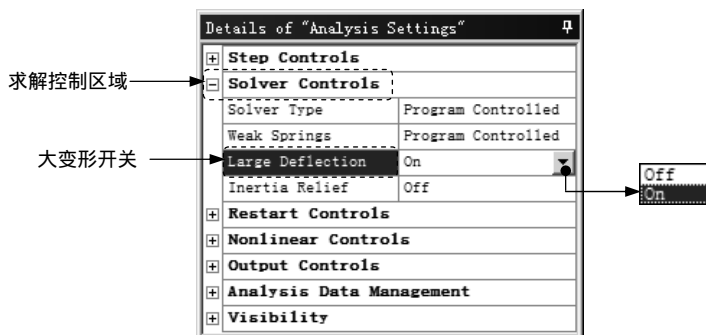 Details of "Analysis Settings"
Step Controls
求解控制区域
Solver Controls
Solver Type Program Controlled
Weak Springs Program Controlled
大变形开关
Large Deflection On
Off
On
Inertia Relief Off
Restart Controls
Nonlinear Controls
Output Controls
Analysis Data Management
Visibility